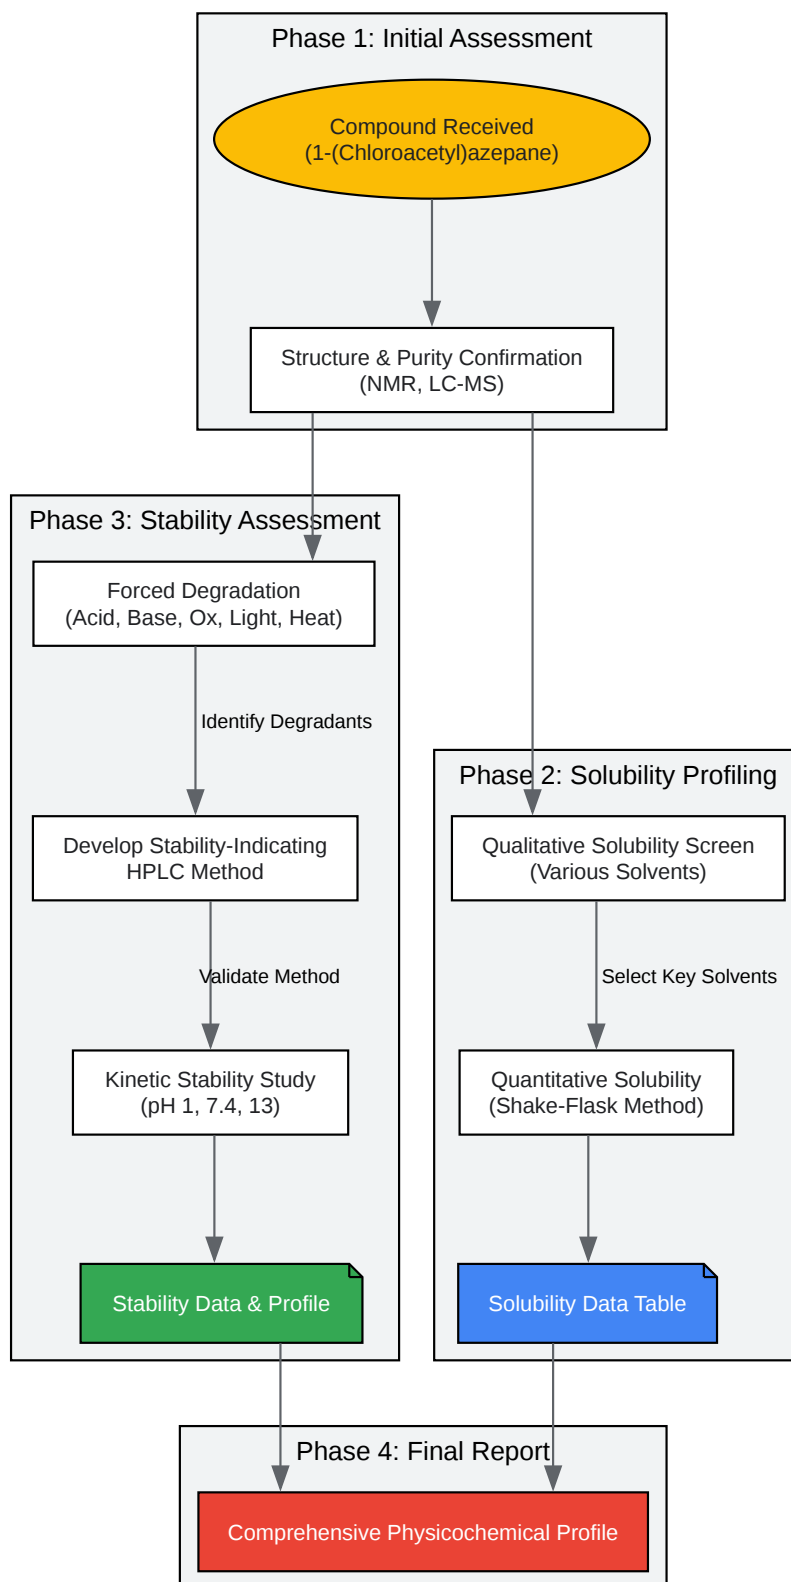 Phase 1: Initial Assessment
Compound Received
(1-(Chloroacetyl)azepane)
Structure & Purity Confirmation
(NMR, LC-MS)
Phase 3: Stability Assessment
Forced Degradation
(Acid, Base, Ox, Light, Heat)
Identify Degradants
Develop Stability-Indicating
HPLC Method
Validate Method
Kinetic Stability Study
(pH 1, 7.4, 13)
Stability Data & Profile
Phase 2: Solubility Profiling
Qualitative Solubility Screen
(Various Solvents)
Select Key Solvents
Quantitative Solubility
(Shake-Flask Method)
Solubility Data Table
Phase 4: Final Report
Comprehensive Physicochemical Profile